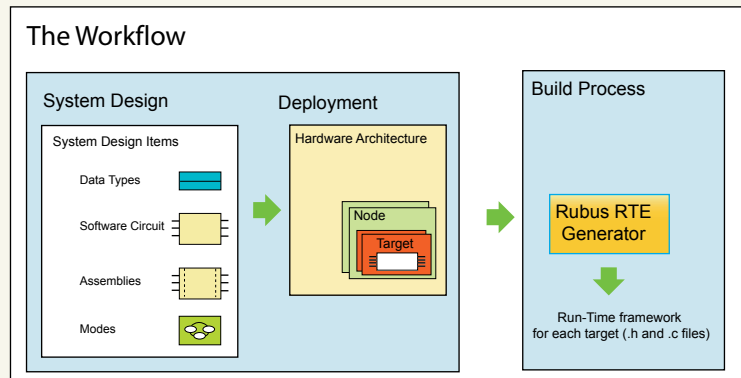 The Workflow
System Design
System Design Items
Data Types
Software Circuit
Assemblies
Modes
Deployment
Hardware Architecture
Node
Target
Build Process
Rubus RTE
Generator
Run-Time framework
for each target (.h and .c files)